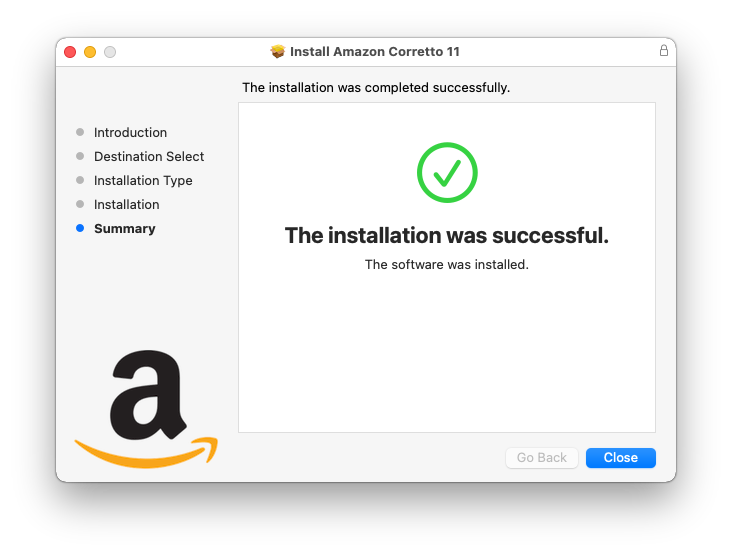 Install Amazon Corretto 11
The installation was completed successfully.
Introduction
Destination Select
Installation Type
Installation
Summary
The installation was successful.
The software was installed.
a
Go Back
Close